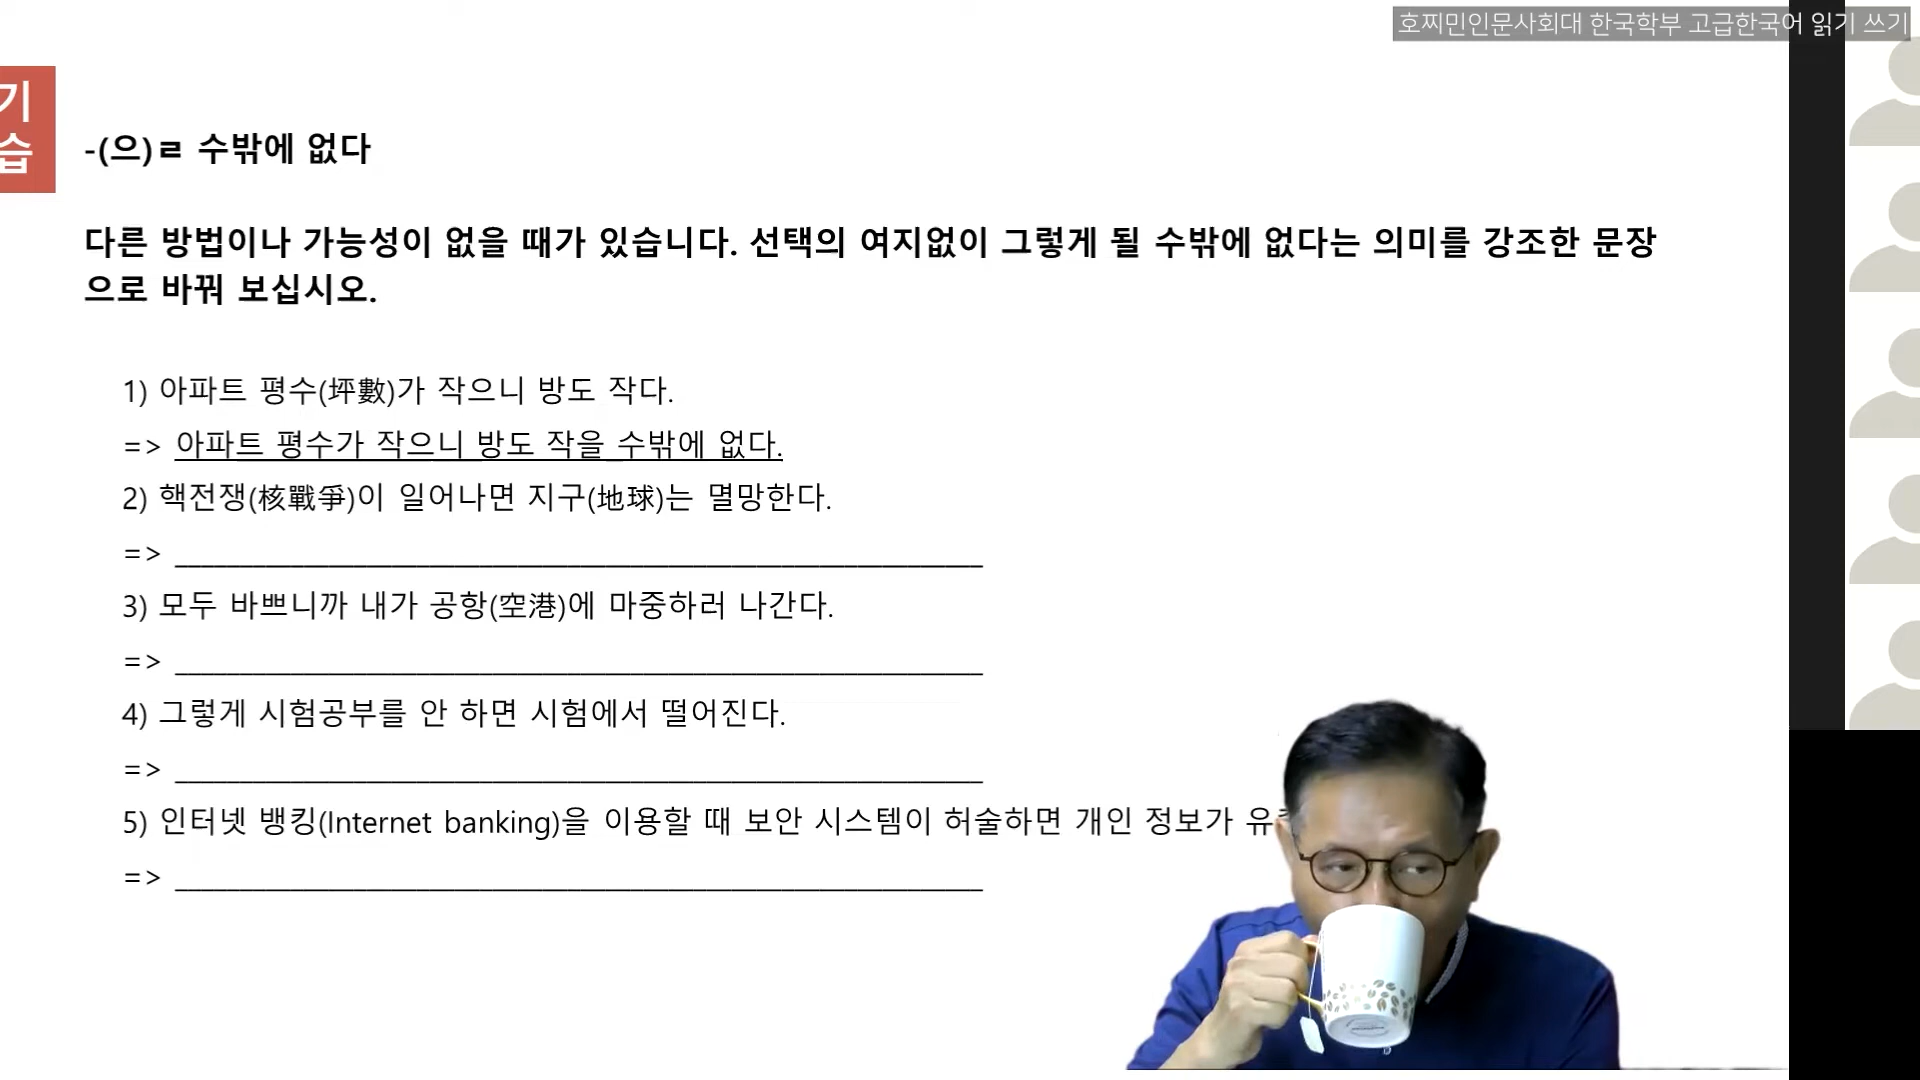 호찌민인문사회대 한국학부 고급한국어 읽기 쓰기
기
습
-(으)ㄹ 수밖에 없다
다른 방법이나 가능성이 없을 때가 있습니다. 선택의 여지없이 그렇게 될 수밖에 없다는 의미를 강조한 문장
으로 바꿔 보십시오.
1) 아파트 평수(坪數)가 작으니 방도 작다.
=> 아파트 평수가 작으니 방도 작을 수밖에 없다.
2) 핵전쟁(核戰爭)이 일어나면 지구(地球)는 멸망한다.
=>
3) 모두 바쁘니까 내가 공항(空港)에 마중하러 나간다.
=>
4) 그렇게 시험공부를 안 하면 시험에서 떨어진다.
=>
5) 인터넷 뱅킹(Internet banking)을 이용할 때 보안 시스템이 허술하면 개인 정보가
=>